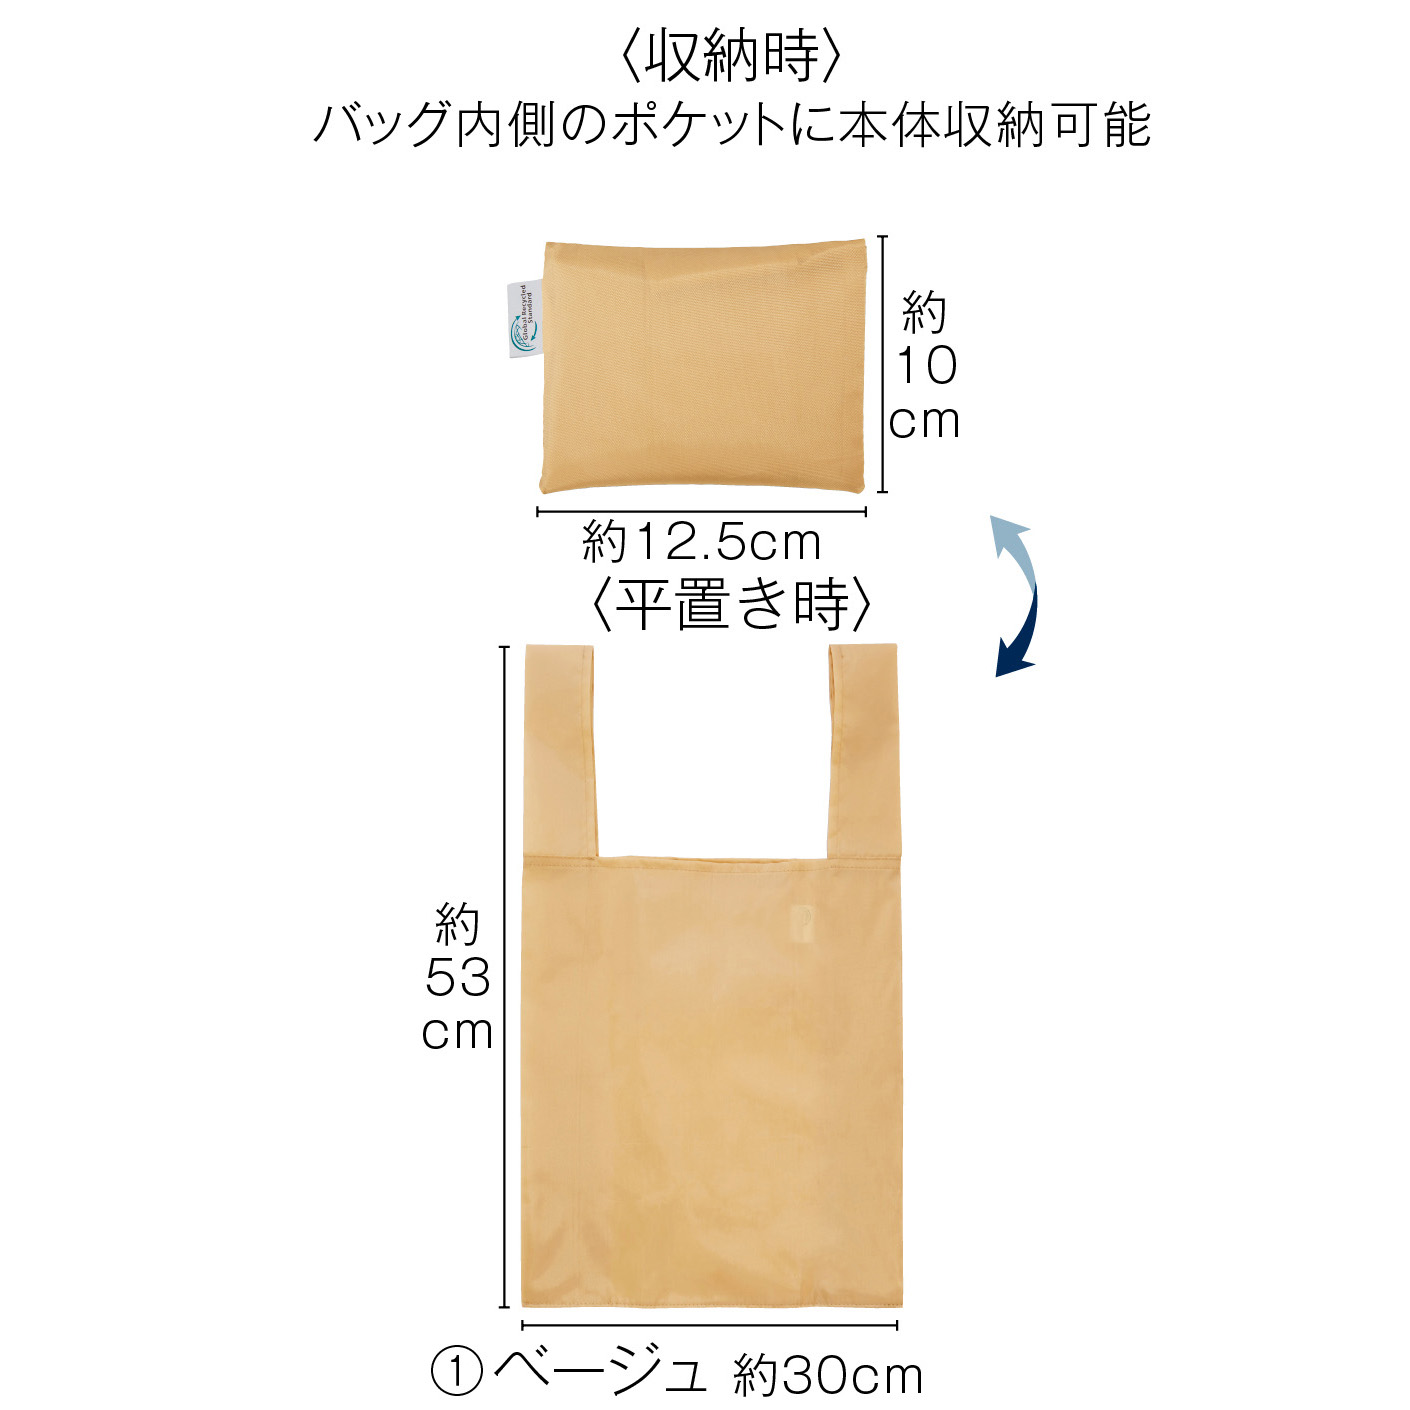 〈収納時〉
バッグ内側のポケットに本体収納可能
Global Recycled
Standard
約
10
cm
約12.5cm
〈平置き時〉
約
53
cm
①ベージュ 約30cm